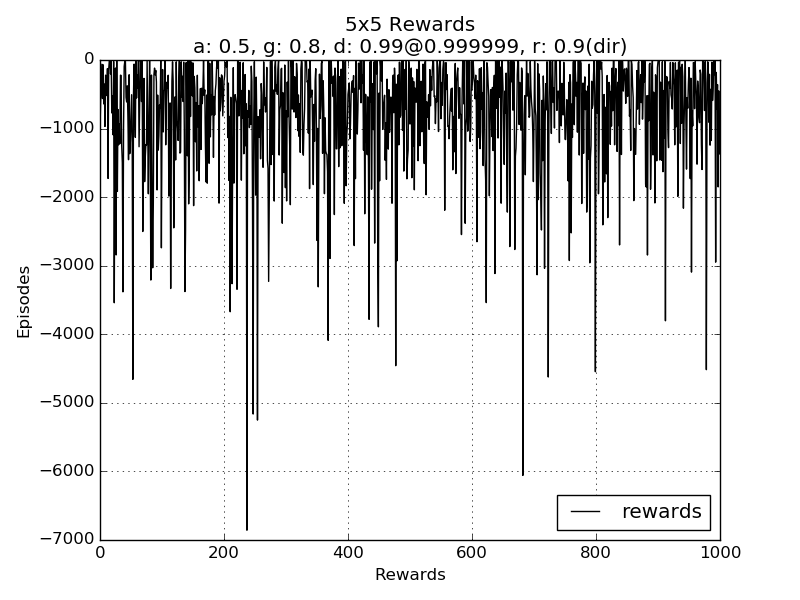 5x5 Rewards
a: 0.5, g: 0.8, d: 0.99@0.999999, r: 0.9(dir)
0
−1000
−2000
−3000
−4000
−5000
−6000
−7000
Episodes
rewards
0 200 400 600 800 1000
Rewards